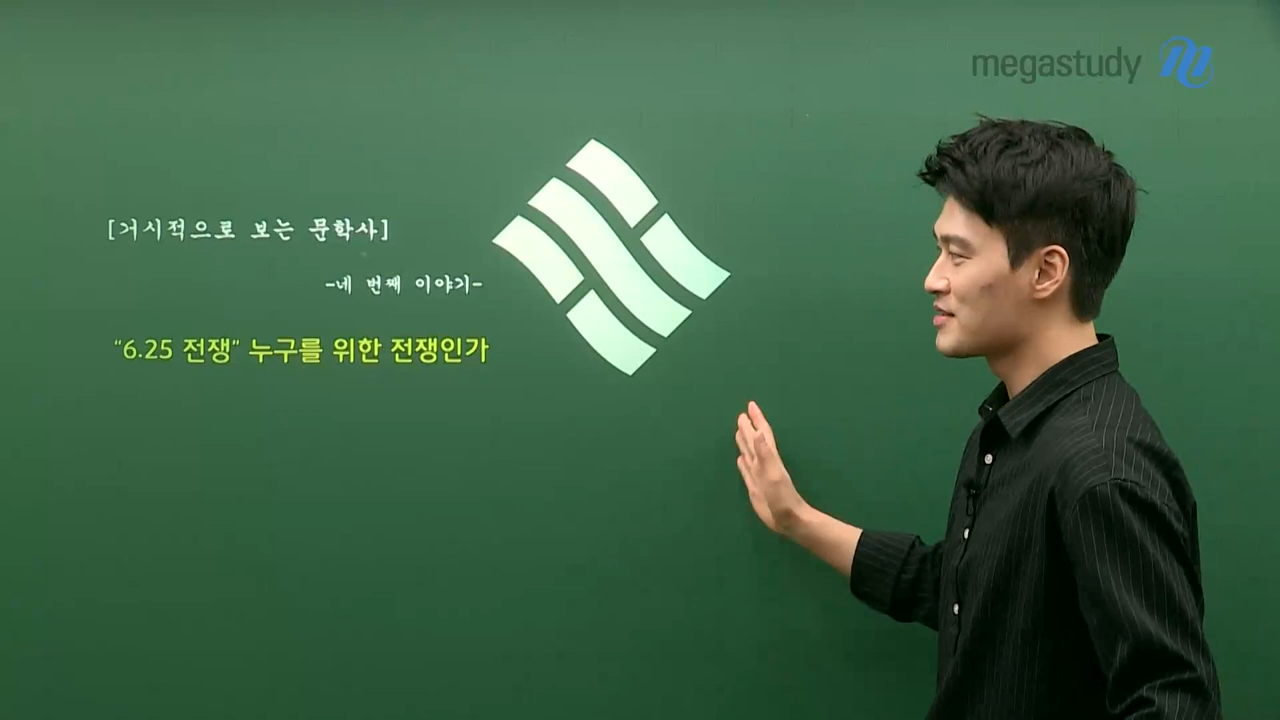 megastudy
[거시적으로 보는 문학사]
-네 번째 이야기-
“6.25 전쟁” 누구를 위한 전쟁인가